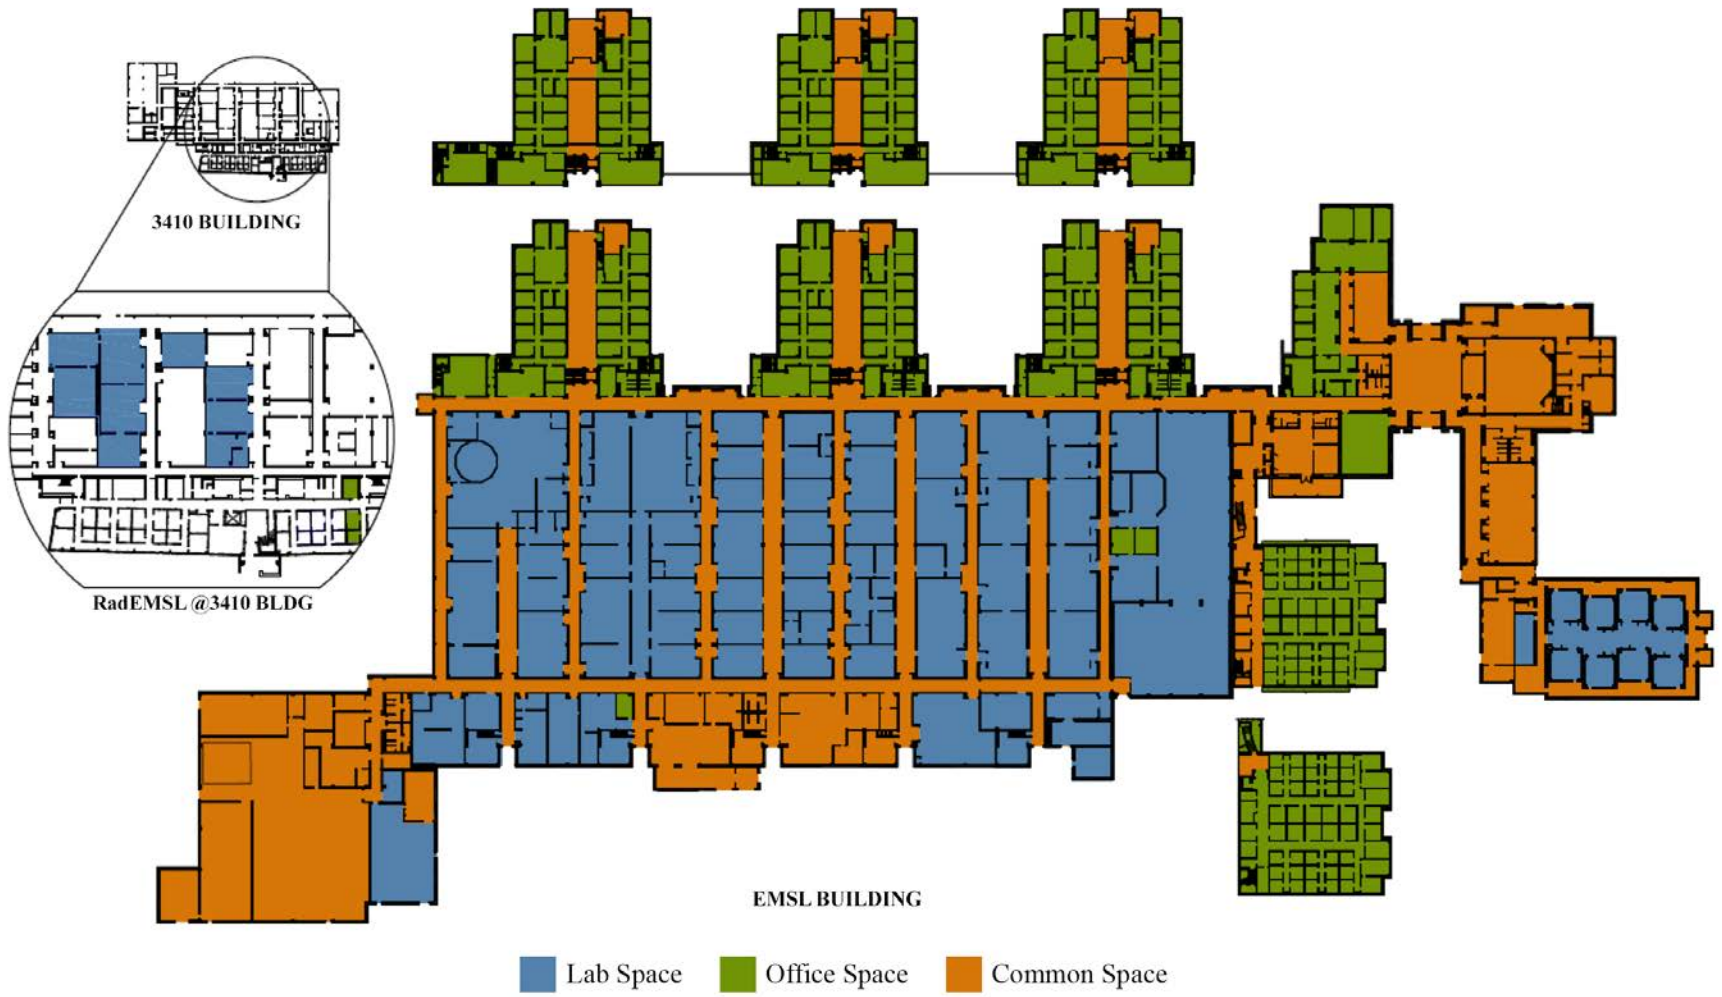 3410 BUILDING
RadEMSL @3410 BLDG
EMSL BUILDING
Lab Space
Office Space
Common Space